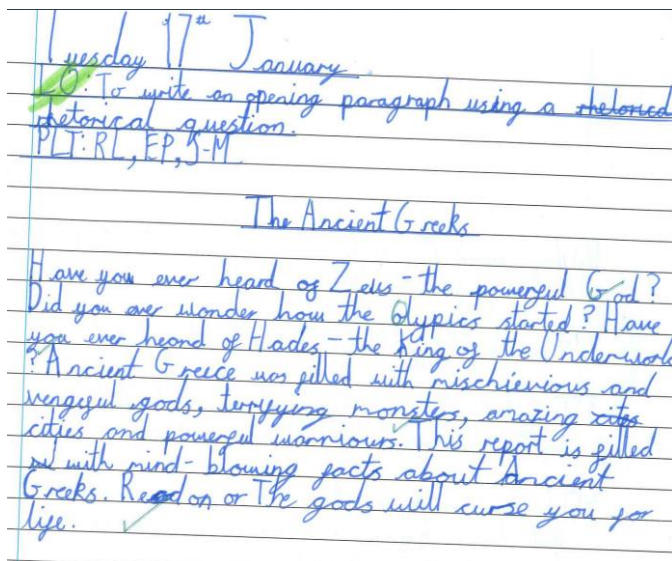 Tuesday 17th January
LO: To write an opening paragraph using a rhetorical
rhetorical question.
PLT: RL, EP, S-M
The Ancient Greeks
Have you ever heard of Zeus - the powerful God?
Did you ever wonder how the Olypics started? Have
you ever heond of Hades - the King of the Underworld
? Ancient Greece was filled with mischievious and
vengeful gods, terrifying monsters, amazing cites
cities and powerful warriours. This report is filled
with mind-blowing facts about Ancient
Greeks. Read on or The gods will curse you for
life.